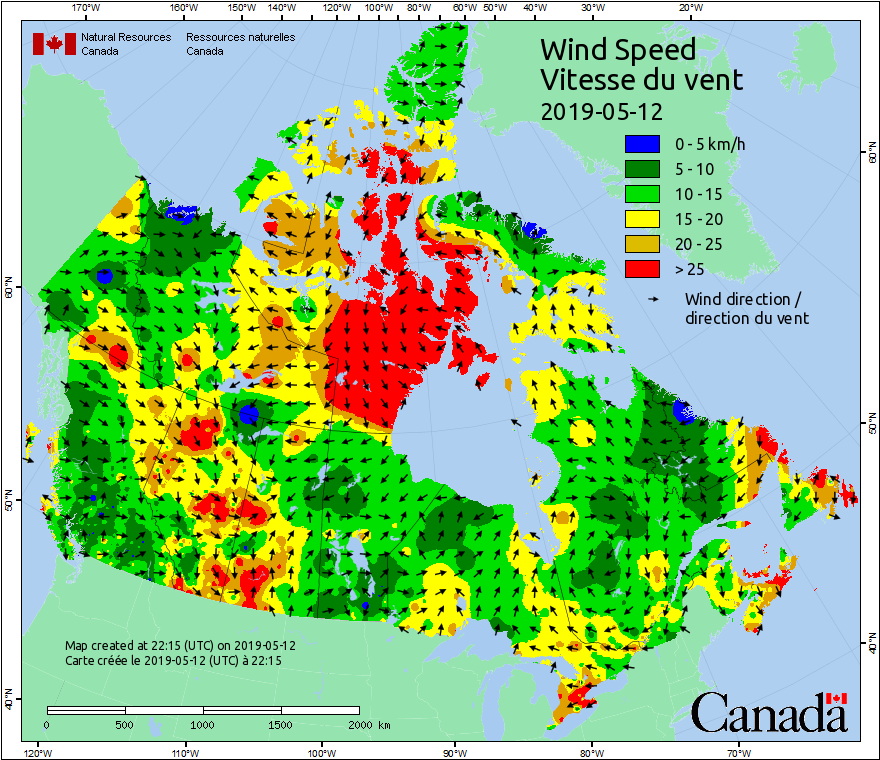 170°W 160°W 150°W 140°W 130°W 120°W 110°W 100°W 90°W 80°W 70°W 60°W 50°W 40°W 30°W 20°W
Natural Resources Canada
Ressources naturelles Canada
Wind Speed
Vitesse du vent
2019-05-12
0 - 5 km/h
5 - 10
10 - 15
15 - 20
20 - 25
> 25
Wind direction /
direction du vent
60°N
50°N
40°N
60°N
50°N
40°N
Map created at 22:15 (UTC) on 2019-05-12
Carte créée le 2019-05-12 (UTC) à 22:15
0 500 1000 1500 2000 km
Canada
120°W 110°W 100°W 90°W 80°W 70°W